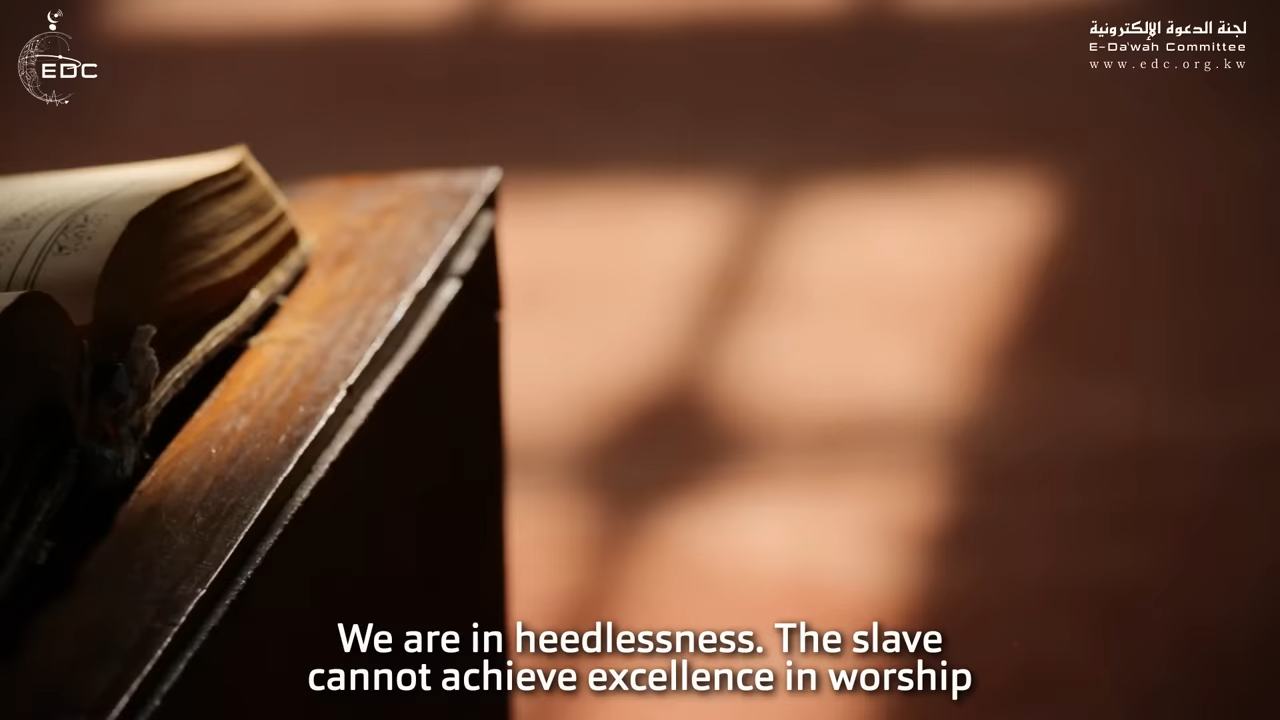 EDC
لجنة الدعوة الإلكترونية
E-Da'wah Committee
www.edc.org.kw
We are in heedlessness. The slave
cannot achieve excellence in worship